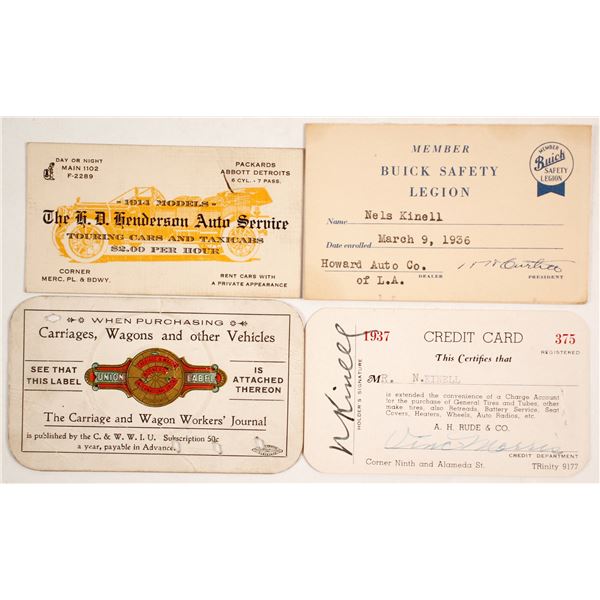 DAY OR NIGHT
MAIN 1102
F-2289
PACKARDS
ABBOTT DETROITS
6 CYL. - 7 PASS.
- 1914 MODELS -
The H. D. Henderson Auto Service
TOURING CARS AND TAXICABS
$2.00 PER HOUR
CORNER
MERC. PL. & BDWY.
RENT CARS WITH
A PRIVATE APPEARANCE
MEMBER
BUICK SAFETY
LEGION
MEMBER
Buick
SAFETY
LEGION
Name Nels Kinell
Date enrolled March 9, 1936
Howard Auto Co.
of L.A.
DEALER
PRESIDENT
WHEN PURCHASING
Carriages, Wagons and other Vehicles
SEE THAT
THIS LABEL
UNION LABEL
IS
ATTACHED
THEREON
The Carriage and Wagon Workers' Journal
is published by the C. & W. W. I. U. Subscription 50c
a year, payable in Advance.
N Kinell
HOLDER'S SIGNATURE
1937 CREDIT CARD 375
REGISTERED
This Certifies that
MR. N. KINELL
is extended the convenience of a Charge Account
for the purchase of General Tires and Tubes, other
make tires, also Retreads, Battery Service, Seat
Covers, Heaters, Wheels, Auto Radios, etc.
A. H. RUDE & CO.
CREDIT DEPARTMENT
Corner Ninth and Alameda St. TRinity 9177